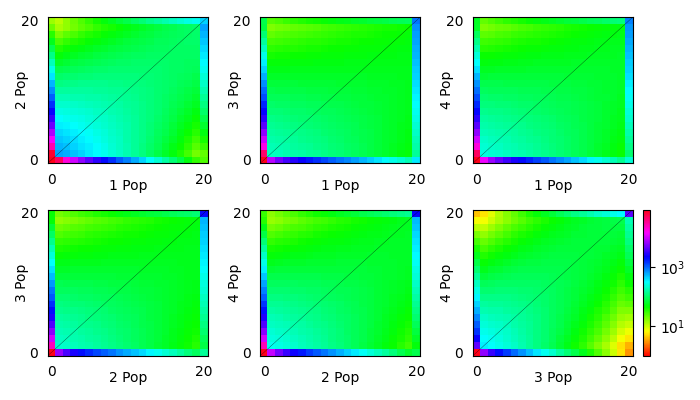 20 20 20
2 Pop 3 Pop 4 Pop
0 0 0
0 20 0 20 0 20
1 Pop 1 Pop 1 Pop
20 20 20
3 Pop 4 Pop 4 Pop
10³
10¹
0 0 0
0 20 0 20 0 20
2 Pop 2 Pop 3 Pop